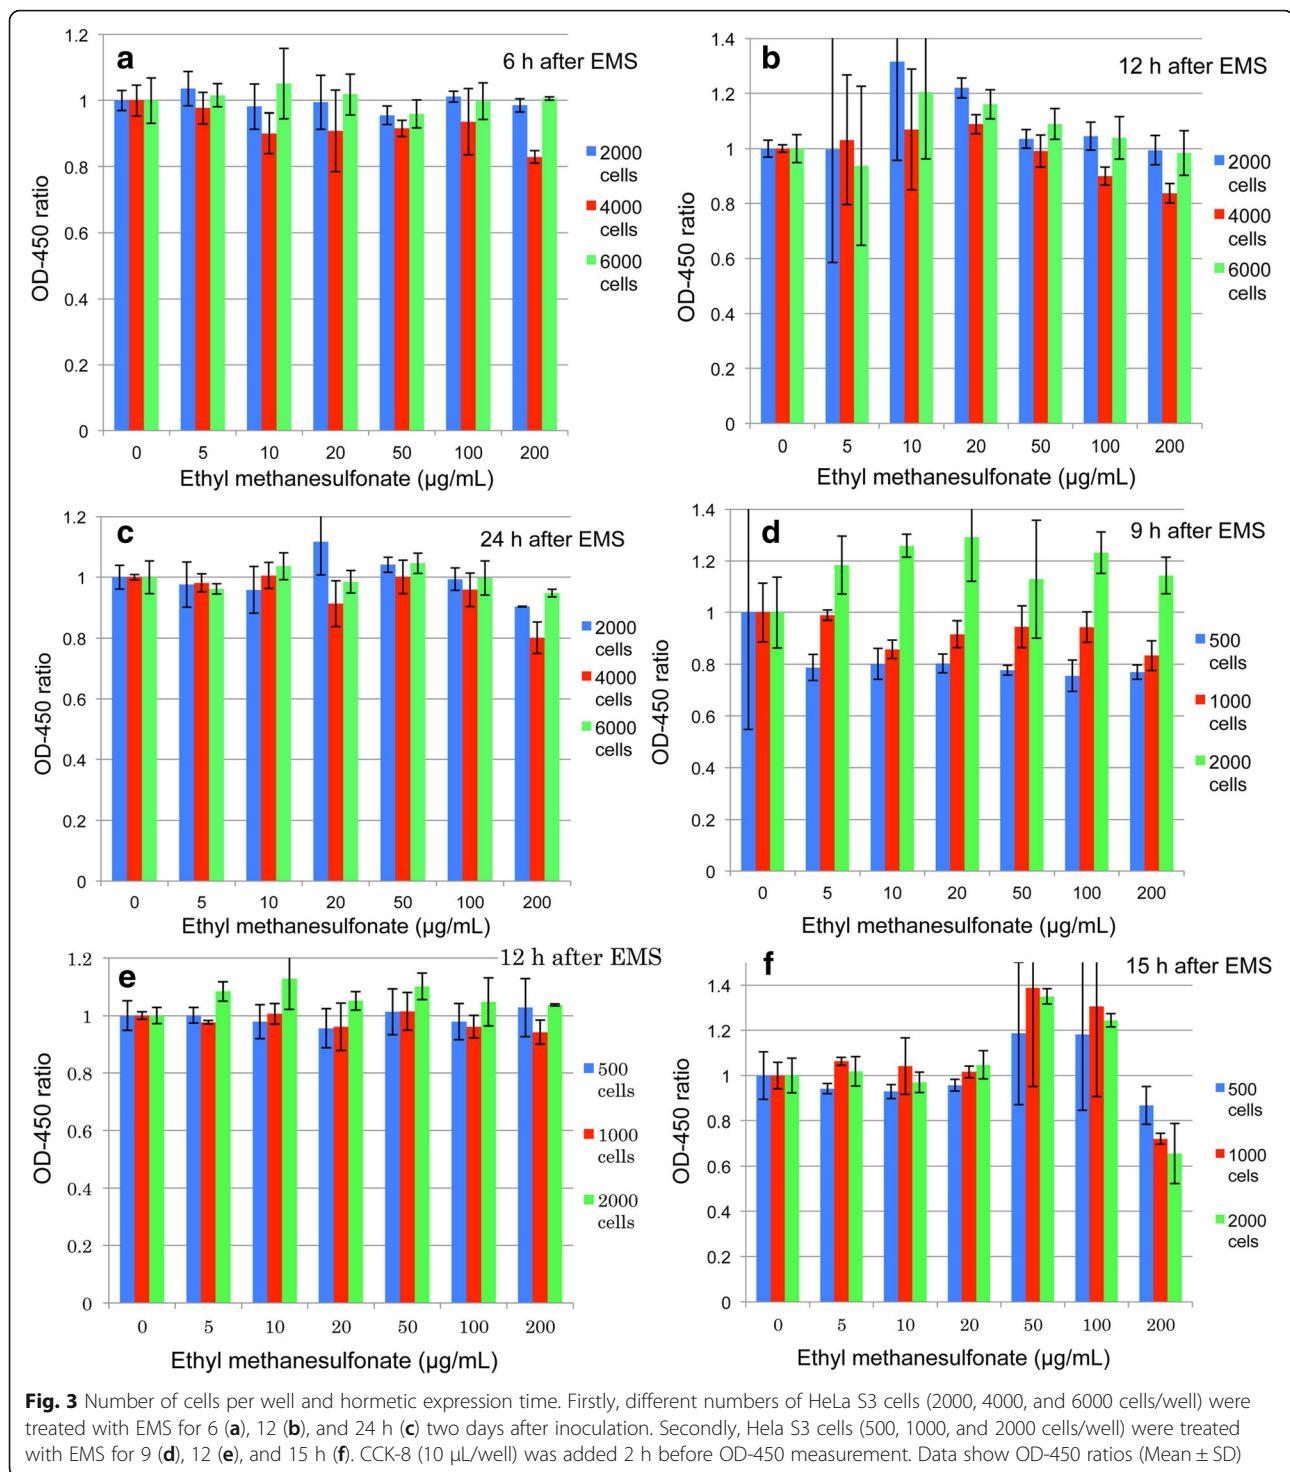 a
6 h after EMS
OD-450 ratio
1.2
1
0.8
0.6
0.4
0.2
0
0 5 10 20 50 100 200
Ethyl methanesulfonate (µg/mL)
2000
cells
4000
cells
6000
cells
b
12 h after EMS
OD-450 ratio
1.4
1.2
1
0.8
0.6
0.4
0.2
0
0 5 10 20 50 100 200
Ethyl methanesulfonate (µg/mL)
2000
cells
4000
cells
6000
cells
c
24 h after EMS
OD-450 ratio
1.2
1
0.8
0.6
0.4
0.2
0
0 5 10 20 50 100 200
Ethyl methanesulfonate (µg/mL)
2000
cells
4000
cells
6000
cells
d
9 h after EMS
OD-450 ratio
1.4
1.2
1
0.8
0.6
0.4
0.2
0
0 5 10 20 50 100 200
Ethyl methanesulfonate (µg/mL)
500
cells
1000
cells
2000
cells
e
12 h after EMS
OD-450 ratio
1.2
1
0.8
0.6
0.4
0.2
0
0 5 10 20 50 100 200
Ethyl methanesulfonate (µg/mL)
500
cells
1000
cells
2000
cells
f
15 h after EMS
OD-450 ratio
1.4
1.2
1
0.8
0.6
0.4
0.2
0
0 5 10 20 50 100 200
Ethyl methanesulfonate (µg/mL)
500
cells
1000
cels
2000
cels
Fig. 3 Number of cells per well and hormetic expression time. Firstly, different numbers of HeLa S3 cells (2000, 4000, and 6000 cells/well) were
treated with EMS for 6 (a), 12 (b), and 24 h (c) two days after inoculation. Secondly, Hela S3 cells (500, 1000, and 2000 cells/well) were treated
with EMS for 9 (d), 12 (e), and 15 h (f). CCK-8 (10 µL/well) was added 2 h before OD-450 measurement. Data show OD-450 ratios (Mean ± SD)